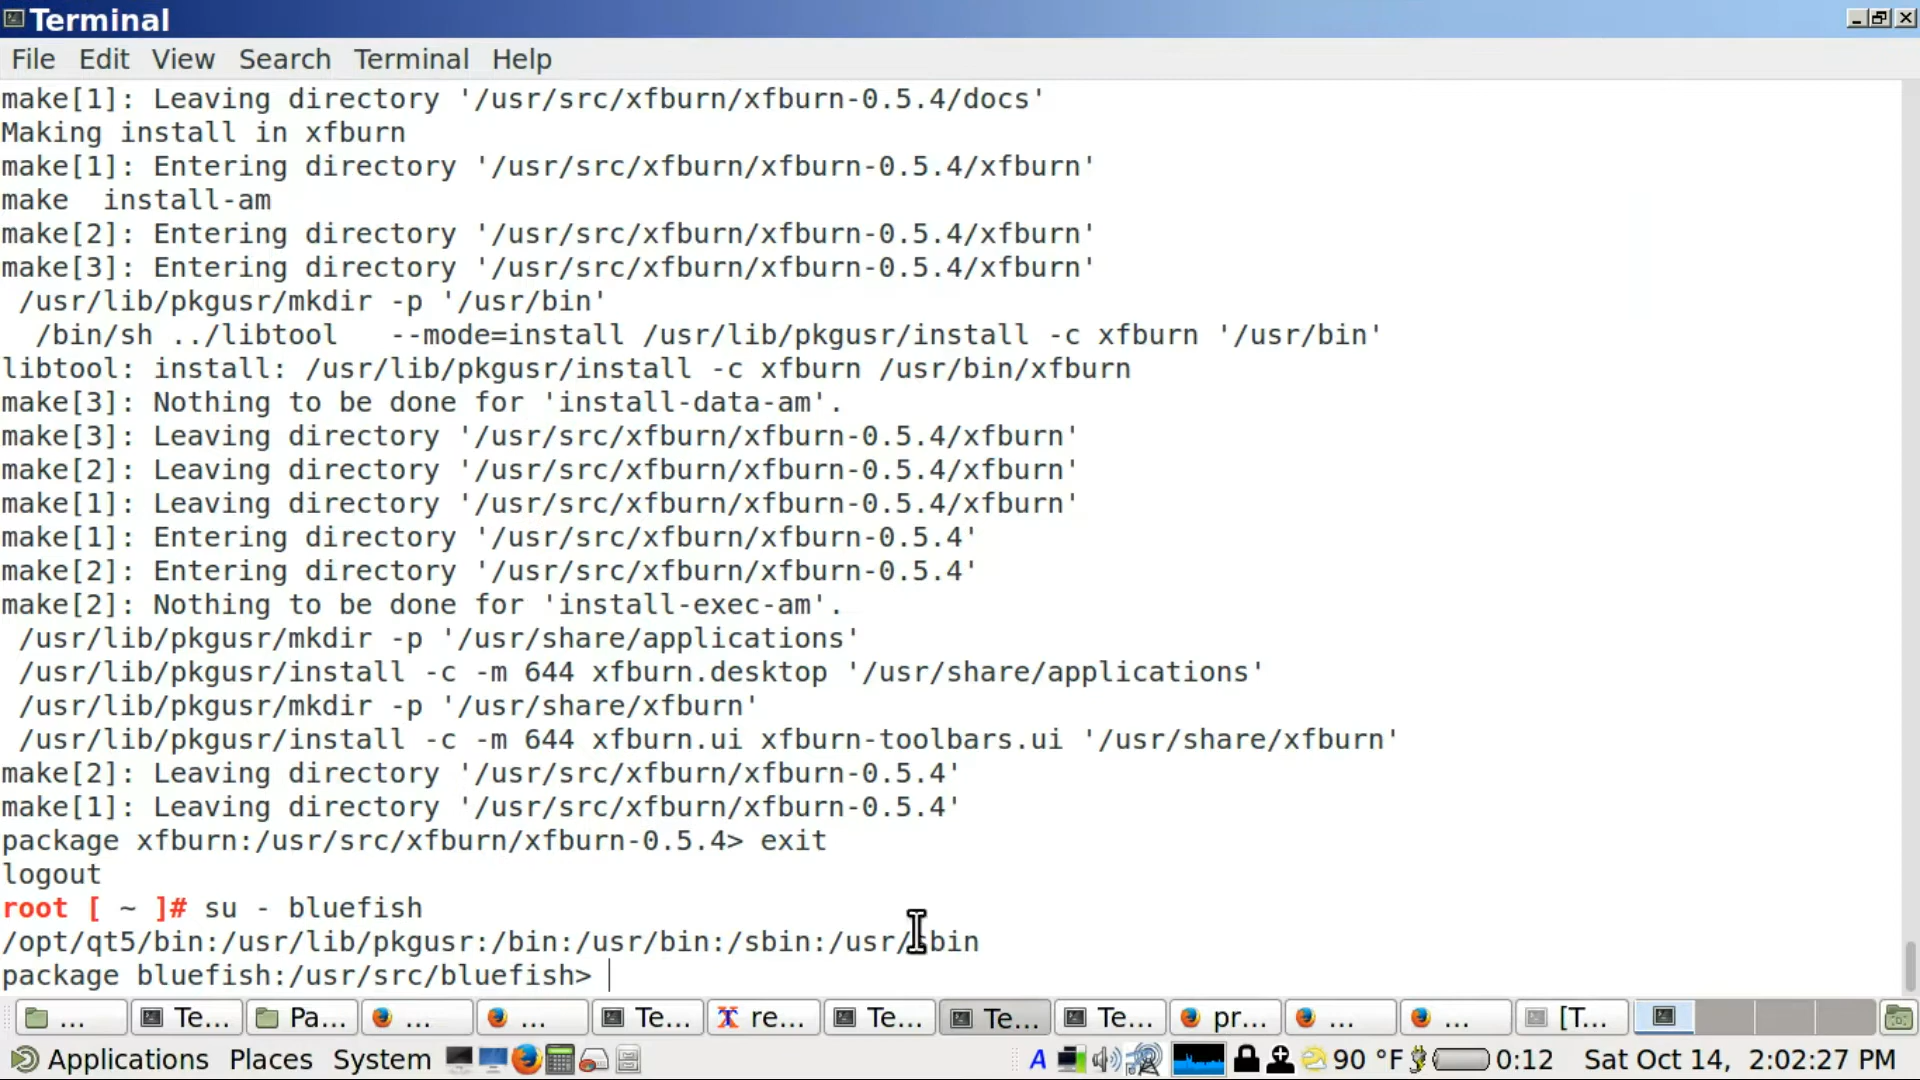 Terminal
File Edit View Search Terminal Help
make[1]: Leaving directory '/usr/src/xfburn/xfburn-0.5.4/docs'
Making install in xfburn
make[1]: Entering directory '/usr/src/xfburn/xfburn-0.5.4/xfburn'
make  install-am
make[2]: Entering directory '/usr/src/xfburn/xfburn-0.5.4/xfburn'
make[3]: Entering directory '/usr/src/xfburn/xfburn-0.5.4/xfburn'
 /usr/lib/pkgusr/mkdir -p '/usr/bin'
  /bin/sh ../libtool   --mode=install /usr/lib/pkgusr/install -c xfburn '/usr/bin'
libtool: install: /usr/lib/pkgusr/install -c xfburn /usr/bin/xfburn
make[3]: Nothing to be done for 'install-data-am'.
make[3]: Leaving directory '/usr/src/xfburn/xfburn-0.5.4/xfburn'
make[2]: Leaving directory '/usr/src/xfburn/xfburn-0.5.4/xfburn'
make[1]: Leaving directory '/usr/src/xfburn/xfburn-0.5.4/xfburn'
make[1]: Entering directory '/usr/src/xfburn/xfburn-0.5.4'
make[2]: Entering directory '/usr/src/xfburn/xfburn-0.5.4'
make[2]: Nothing to be done for 'install-exec-am'.
 /usr/lib/pkgusr/mkdir -p '/usr/share/applications'
 /usr/lib/pkgusr/install -c -m 644 xfburn.desktop '/usr/share/applications'
 /usr/lib/pkgusr/mkdir -p '/usr/share/xfburn'
 /usr/lib/pkgusr/install -c -m 644 xfburn.ui xfburn-toolbars.ui '/usr/share/xfburn'
make[2]: Leaving directory '/usr/src/xfburn/xfburn-0.5.4'
make[1]: Leaving directory '/usr/src/xfburn/xfburn-0.5.4'
package xfburn:/usr/src/xfburn/xfburn-0.5.4> exit
logout
root [ ~ ]# su - bluefish
/opt/qt5/bin:/usr/lib/pkgusr:/bin:/usr/bin:/sbin:/usr/sbin
package bluefish:/usr/src/bluefish>
... Te... Pa... ... ... Te... re... Te... Te... Te... pr... ... ... [T...
Applications Places System A 90 °F 0:12 Sat Oct 14, 2:02:27 PM